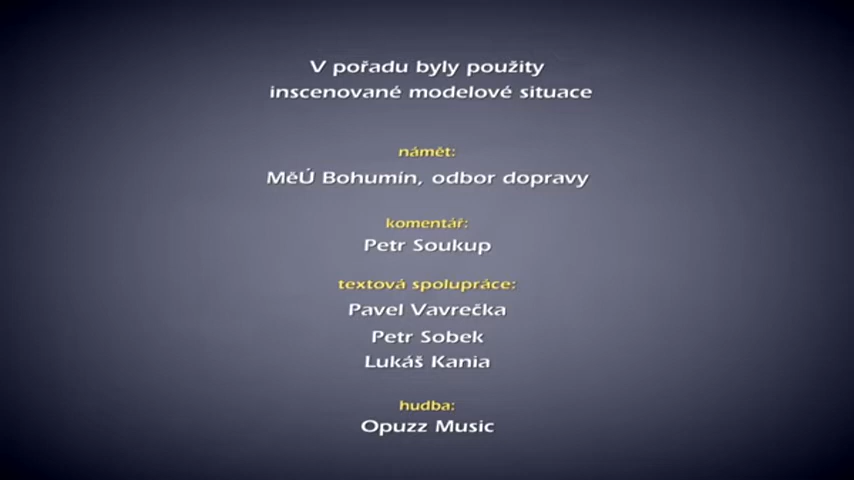 V pořadu byly použity
inscenované modelové situace
námět:
MěÚ Bohumín, odbor dopravy
komentář:
Petr Soukup
textová spolupráce:
Pavel Vavrečka
Petr Sobek
Lukáš Kania
hudba:
Opuzz Music